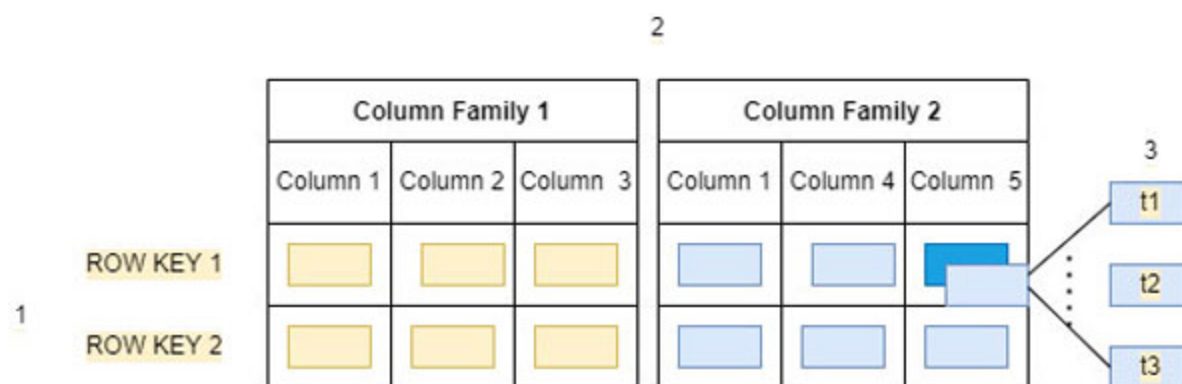 2
Column Family 1
Column Family 2
Column 1
Column 2
Column 3
Column 1
Column 4
Column 5
3
t1
ROW KEY 1
t2
1
ROW KEY 2
t3